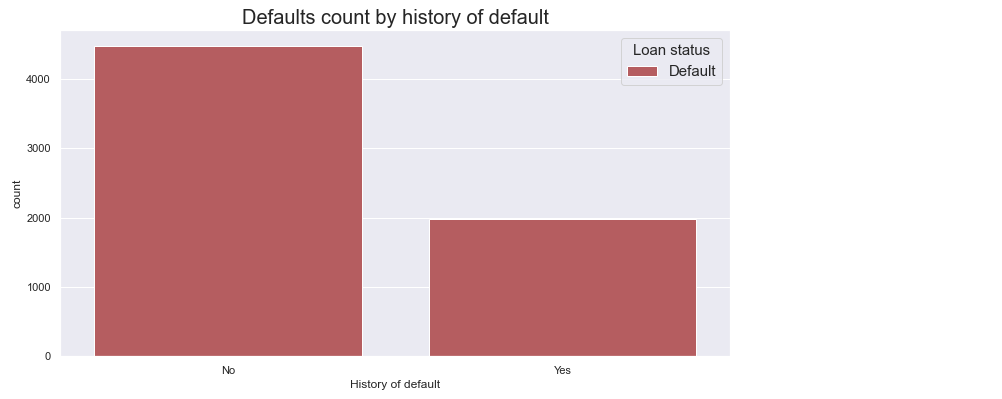 Defaults count by history of default
Loan status
Default
4000
3000
2000
1000
0
count
No
Yes
History of default